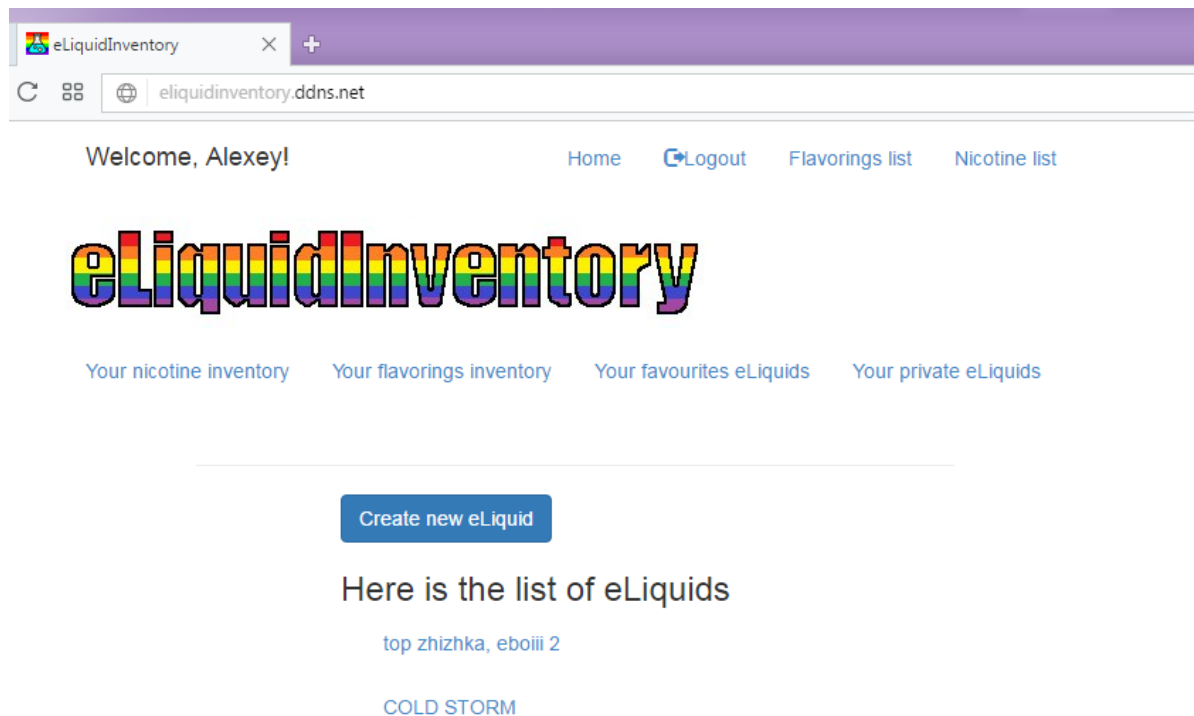 eLiquidInventory
eliquidinventory.ddns.net
Welcome, Alexey!
Home Logout Flavorings list Nicotine list
eLiquidInventory
Your nicotine inventory Your flavorings inventory Your favourites eLiquids Your private eLiquids
Create new eLiquid
Here is the list of eLiquids
top zhizhka, eboiii 2
COLD STORM